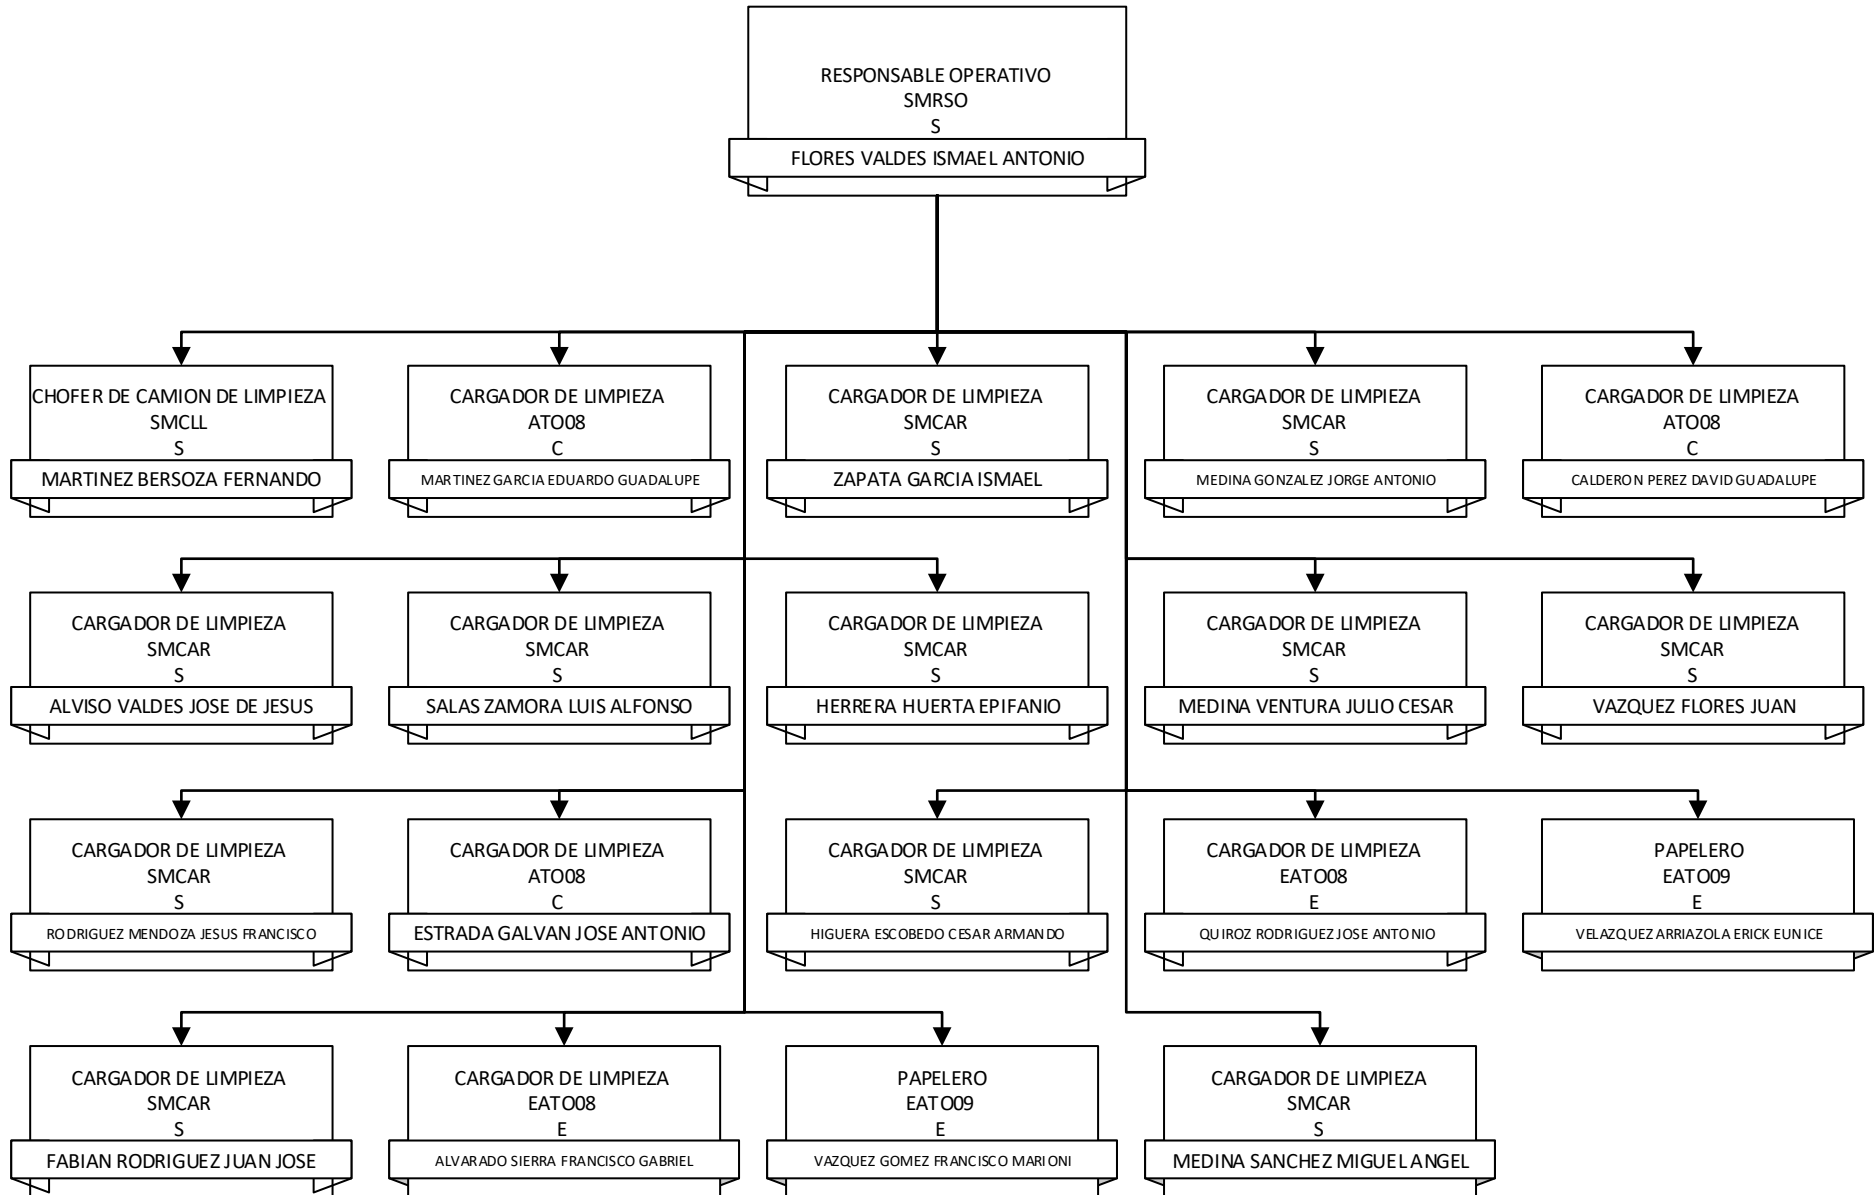 RESPONSABLE OPERATIVO
SMRSO
S
FLORES VALDES ISMAEL ANTONIO
CHOFER DE CAMION DE LIMPIEZA
SMCLL
S
MARTINEZ BERSOZA FERNANDO
CARGADOR DE LIMPIEZA
ATO08
C
MARTINEZ GARCIA EDUARDO GUADALUPE
CARGADOR DE LIMPIEZA
SMCAR
S
ZAPATA GARCIA ISMAEL
CARGADOR DE LIMPIEZA
SMCAR
S
MEDINA GONZALEZ JORGE ANTONIO
CARGADOR DE LIMPIEZA
ATO08
C
CALDERON PEREZ DAVID GUADALUPE
CARGADOR DE LIMPIEZA
SMCAR
S
ALVISO VALDES JOSE DE JESUS
CARGADOR DE LIMPIEZA
SMCAR
S
SALAS ZAMORA LUIS ALFONSO
CARGADOR DE LIMPIEZA
SMCAR
S
HERRERA HUERTA EPIFANIO
CARGADOR DE LIMPIEZA
SMCAR
S
MEDINA VENTURA JULIO CESAR
CARGADOR DE LIMPIEZA
SMCAR
S
VAZQUEZ FLORES JUAN
CARGADOR DE LIMPIEZA
SMCAR
S
RODRIGUEZ MENDOZA JESUS FRANCISCO
CARGADOR DE LIMPIEZA
ATO08
C
ESTRADA GALVAN JOSE ANTONIO
CARGADOR DE LIMPIEZA
SMCAR
S
HIGUERA ESCOBEDO CESAR ARMANDO
CARGADOR DE LIMPIEZA
EATO08
E
QUIROZ RODRIGUEZ JOSE ANTONIO
PAPELERO
EATO09
E
VELAZQUEZ ARRIAZOLA ERICK EUNICE
CARGADOR DE LIMPIEZA
SMCAR
S
FABIAN RODRIGUEZ JUAN JOSE
CARGADOR DE LIMPIEZA
EATO08
E
ALVARADO SIERRA FRANCISCO GABRIEL
PAPELERO
EATO09
E
VAZQUEZ GOMEZ FRANCISCO MARIONI
CARGADOR DE LIMPIEZA
SMCAR
S
MEDINA SANCHEZ MIGUEL ANGEL